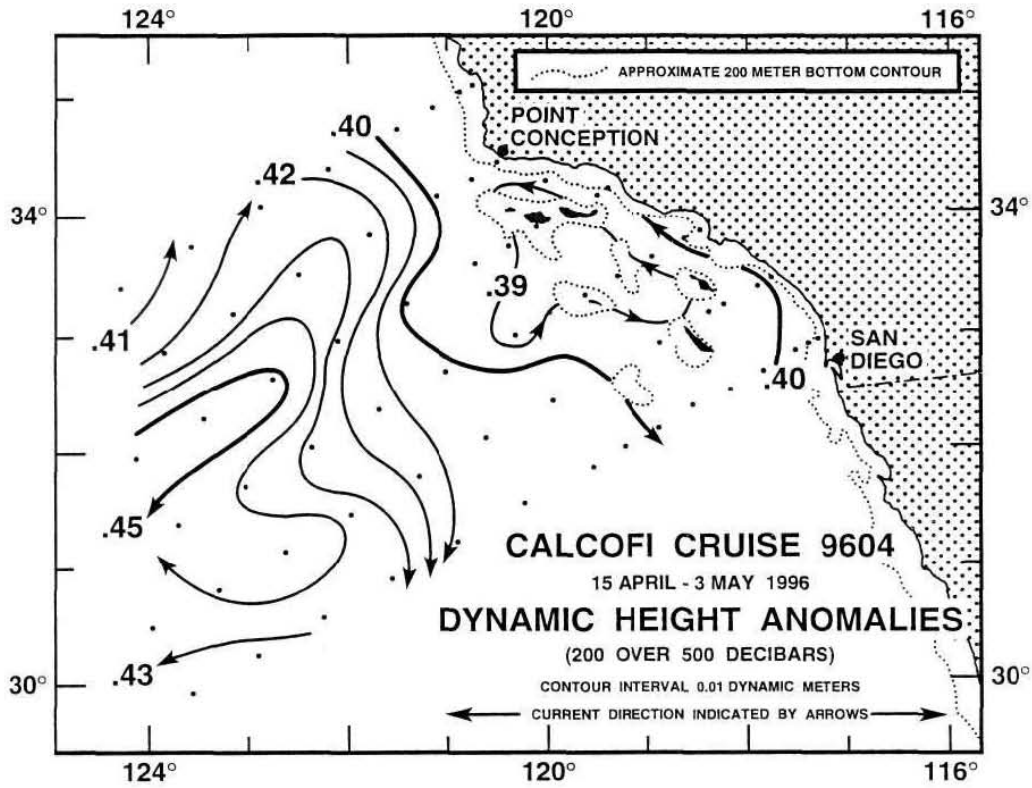 124° 120° 116°
APPROXIMATE 200 METER BOTTOM CONTOUR
POINT
CONCEPTION
.40
.42
34° 34°
.39
.41
SAN
DIEGO
.40
.45
CALCOFI CRUISE 9604
15 APRIL - 3 MAY 1996
DYNAMIC HEIGHT ANOMALIES
(200 OVER 500 DECIBARS)
.43
30° 30°
CONTOUR INTERVAL 0.01 DYNAMIC METERS
CURRENT DIRECTION INDICATED BY ARROWS
124° 120° 116°